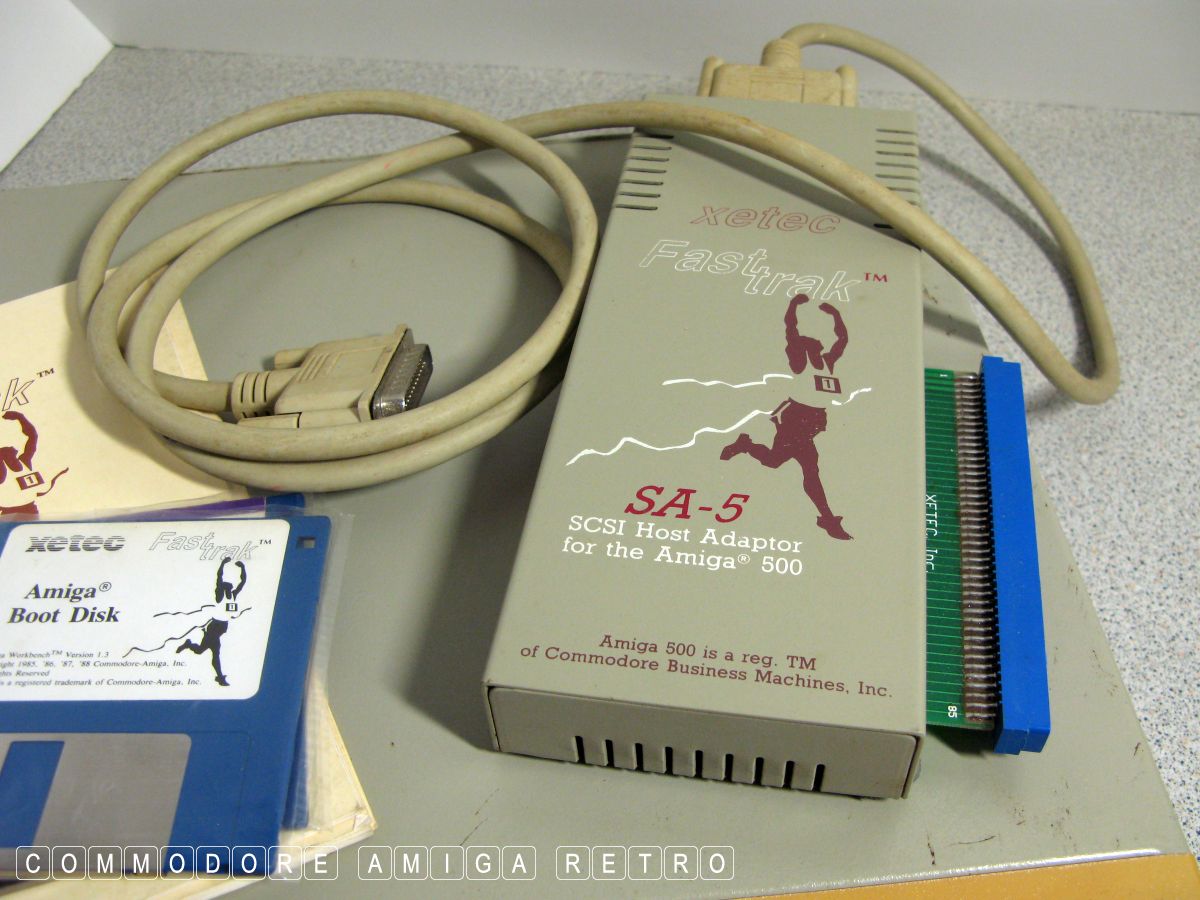 xetec
Fasttrak™
SA-5
SCSI Host Adaptor
for the Amiga® 500
Amiga 500 is a reg. TM
of Commodore Business Machines, Inc.
1
XETEC Inc
85
k™
xetec Fasttrak™
Amiga®
Boot Disk
Workbench™ Version 1.3
1985, '86, '87, '88 Commodore-Amiga, Inc.
Reserved
is a registered trademark of Commodore-Amiga, Inc.
COMMODORE AMIGA RETRO